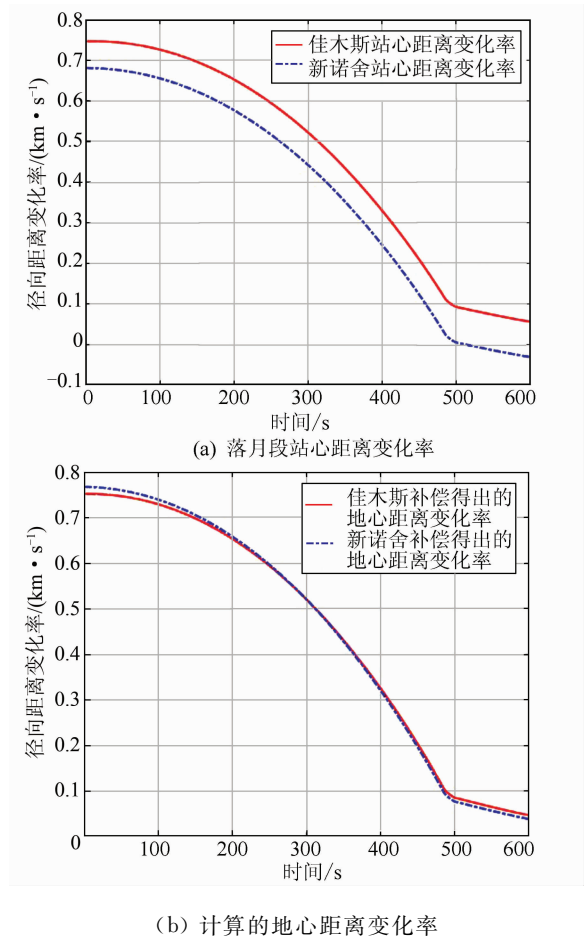 0.8
0.7
0.6
0.5
0.4
0.3
0.2
0.1
0
−0.1
径向距离变化率/(km·s⁻¹)
佳木斯站心距离变化率
新诺舍站心距离变化率
0 100 200 300 400 500 600
时间/s
(a) 落月段站心距离变化率
0.8
0.7
0.6
0.5
0.4
0.3
0.2
0.1
0
径向距离变化率/(km·s⁻¹)
佳木斯补偿得出的
地心距离变化率
新诺舍补偿得出的
地心距离变化率
100 200 300 400 500 600
时间/s
(b) 计算的地心距离变化率